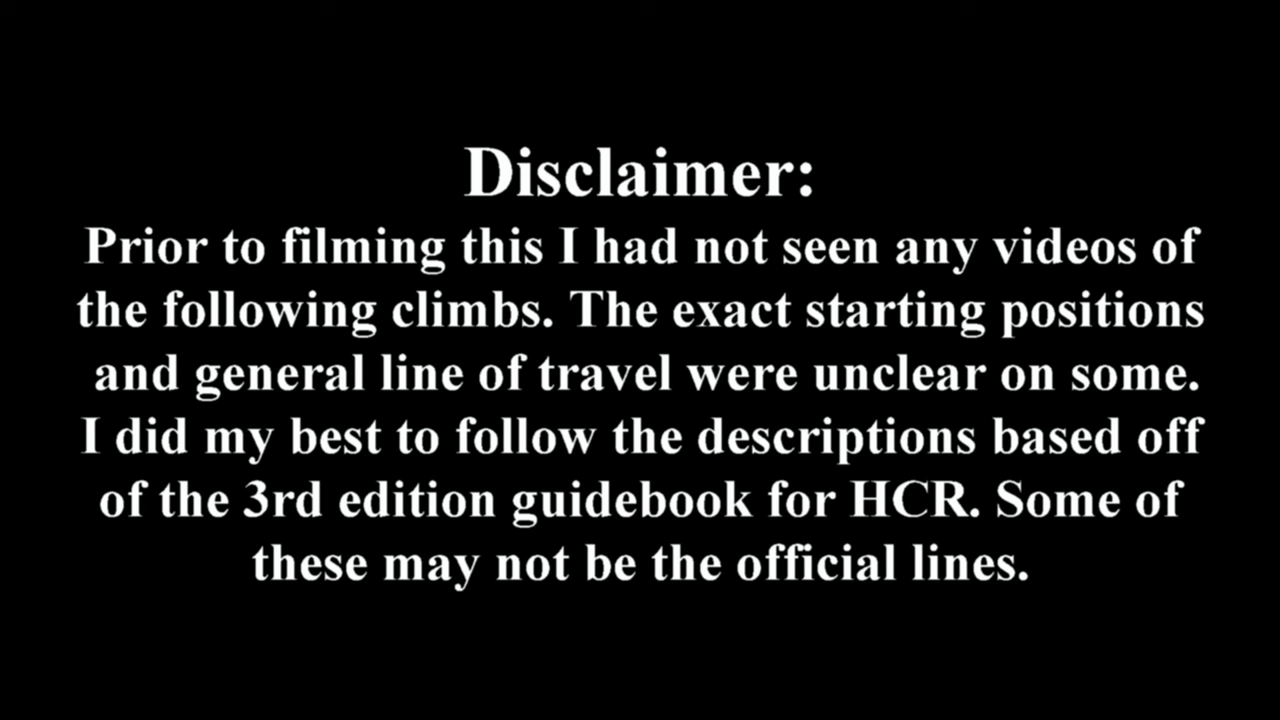 Disclaimer:
Prior to filming this I had not seen any videos of
the following climbs. The exact starting positions
and general line of travel were unclear on some.
I did my best to follow the descriptions based off
of the 3rd edition guidebook for HCR. Some of
these may not be the official lines.